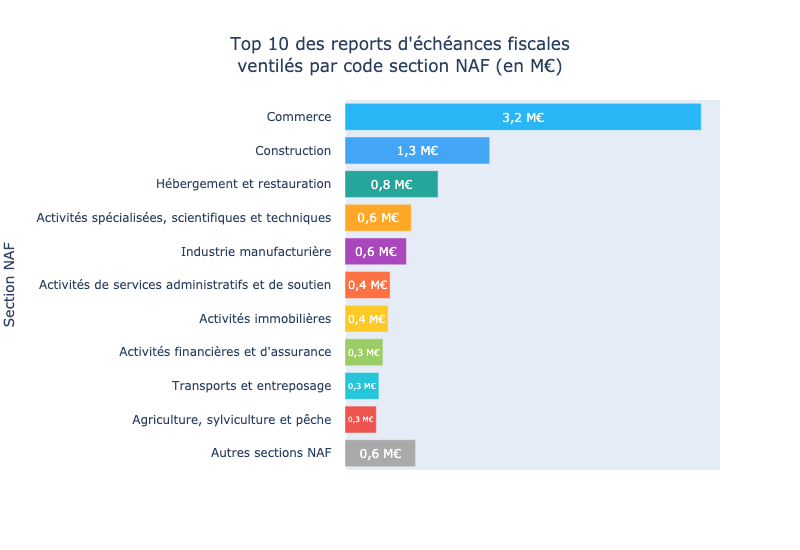 Top 10 des reports d'échéances fiscales
ventilés par code section NAF (en M€)
Section NAF
Commerce 3,2 M€
Construction 1,3 M€
Hébergement et restauration 0,8 M€
Activités spécialisées, scientifiques et techniques 0,6 M€
Industrie manufacturière 0,6 M€
Activités de services administratifs et de soutien 0,4 M€
Activités immobilières 0,4 M€
Activités financières et d'assurance 0,3 M€
Transports et entreposage 0,3 M€
Agriculture, sylviculture et pêche 0,3 M€
Autres sections NAF 0,6 M€